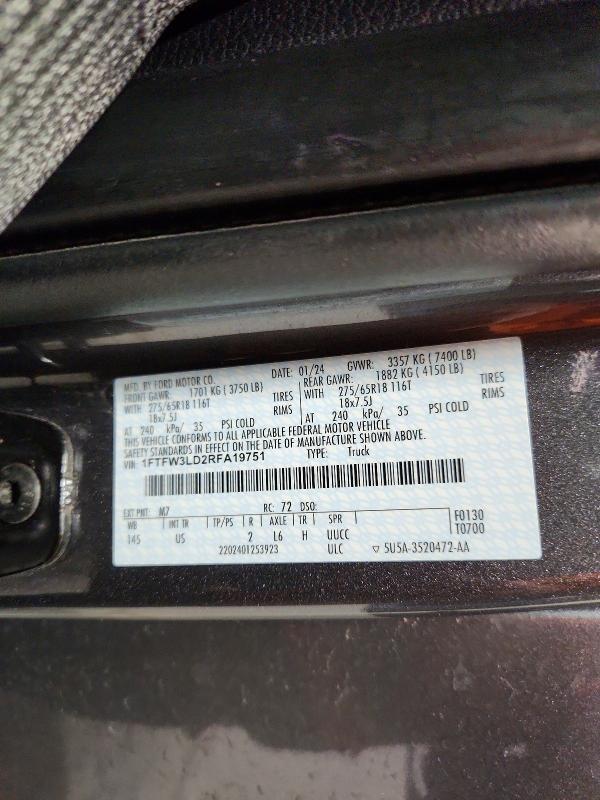 MFD. BY FORD MOTOR CO. DATE: 01/24 GVWR: 3357 KG ( 7400 LB)
FRONT GAWR: 1701 KG ( 3750 LB) REAR GAWR: 1882 KG ( 4150 LB)
WITH 275/65R18 116T TIRES WITH 275/65R18 116T TIRES
18x7.5J RIMS 18x7.5J RIMS
AT 240 kPa/ 35 PSI COLD AT 240 kPa/ 35 PSI COLD
THIS VEHICLE CONFORMS TO ALL APPLICABLE FEDERAL MOTOR VEHICLE
SAFETY STANDARDS IN EFFECT ON THE DATE OF MANUFACTURE SHOWN ABOVE.
VIN: 1FTFW3LD2RFA19751 TYPE: Truck
EXT PNT: M7 RC: 72 DSO: F0130
WB INT TR TP/PS R AXLE TR SPR T0700
145 US 2 L6 H UUCC
2202401253923 ULC ▽ 5U5A-3520472-AA